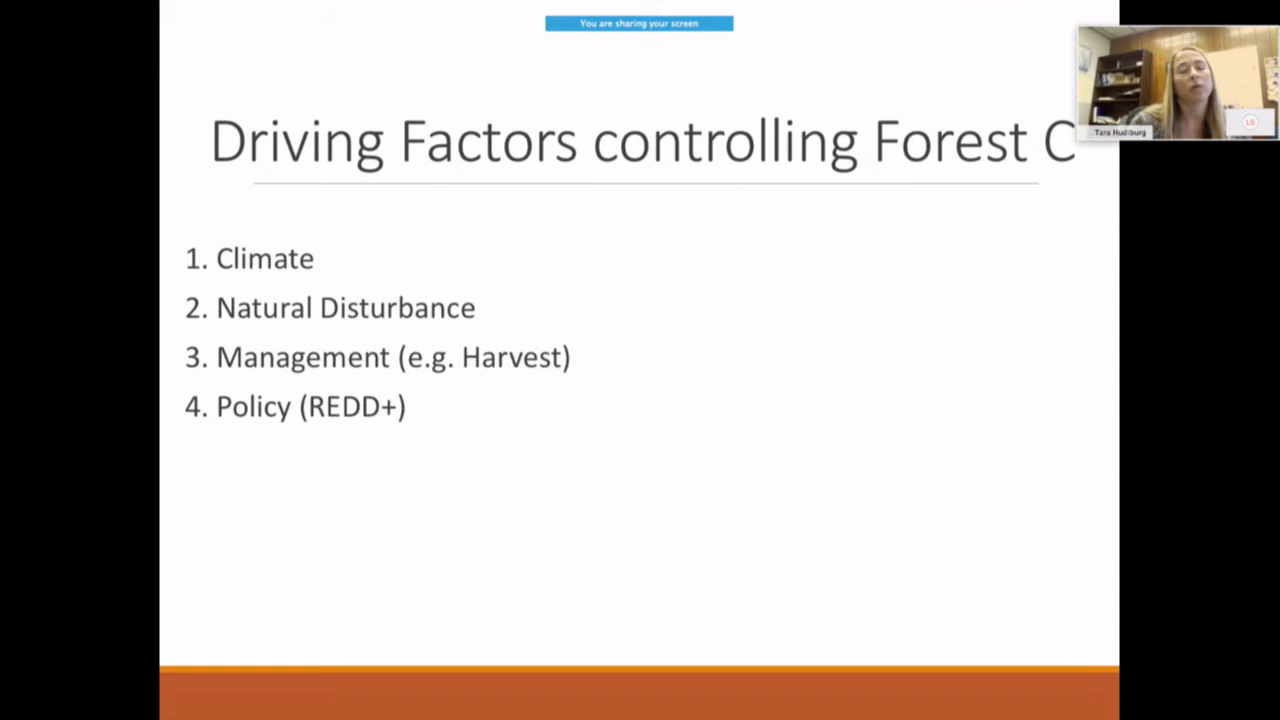 You are sharing your screen
Driving Factors controlling Forest C
Tara Hudiburg
LS
1. Climate
2. Natural Disturbance
3. Management (e.g. Harvest)
4. Policy (REDD+)